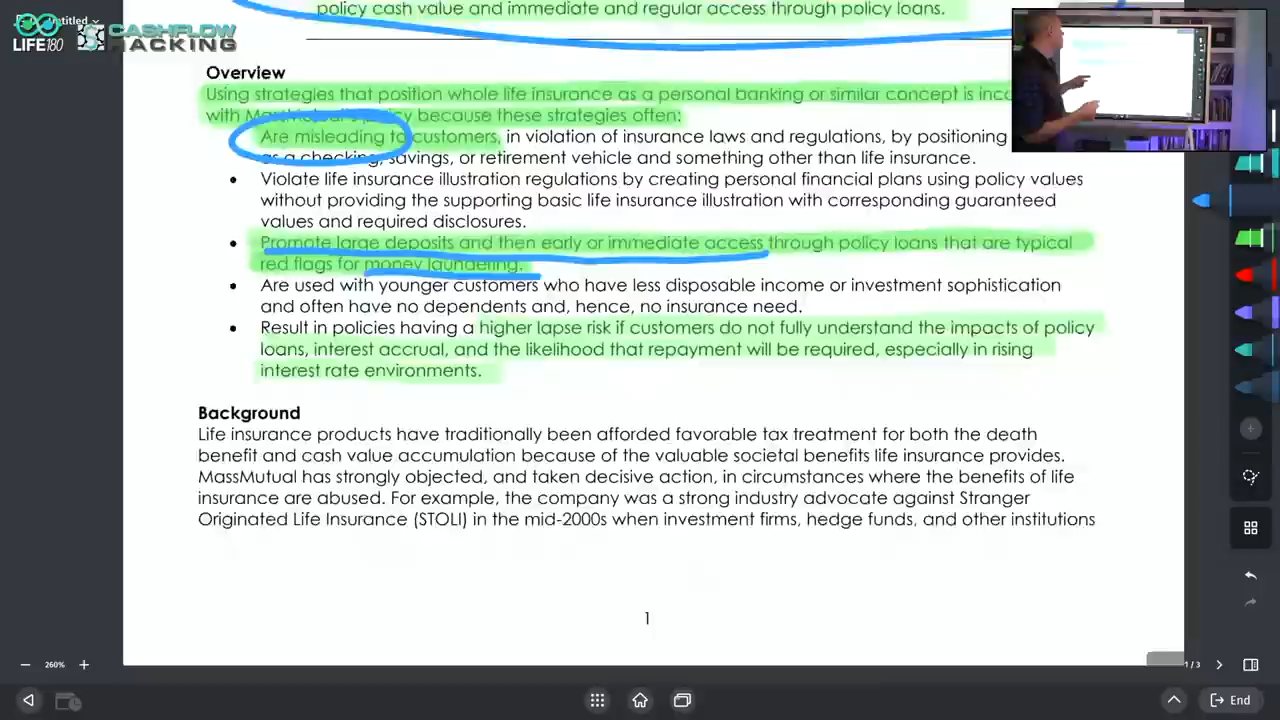 Untitled
policy cash value and immediate and regular access through policy loans.
LIFE180
CASHFLOW
HACKING
Overview
Using strategies that position whole life insurance as a personal banking or similar concept is
with policy because these strategies often:
Are misleading to customers, in violation of insurance laws and regulations, by positioning
as a checking, savings, or retirement vehicle and something other than life insurance.
• Violate life insurance illustration regulations by creating personal financial plans using policy values
without providing the supporting basic life insurance illustration with corresponding guaranteed
values and required disclosures.
• Promote large deposits and then early or immediate access through policy loans that are typical
red flags for money laundering.
• Are used with younger customers who have less disposable income or investment sophistication
and often have no dependents and, hence, no insurance need.
• Result in policies having a higher lapse risk if customers do not fully understand the impacts of policy
loans, interest accrual, and the likelihood that repayment will be required, especially in rising
interest rate environments.
Background
Life insurance products have traditionally been afforded favorable tax treatment for both the death
benefit and cash value accumulation because of the valuable societal benefits life insurance provides.
MassMutual has strongly objected, and taken decisive action, in circumstances where the benefits of life
insurance are abused. For example, the company was a strong industry advocate against Stranger
Originated Life Insurance (STOLI) in the mid-2000s when investment firms, hedge funds, and other institutions
1
260%
1/3
End